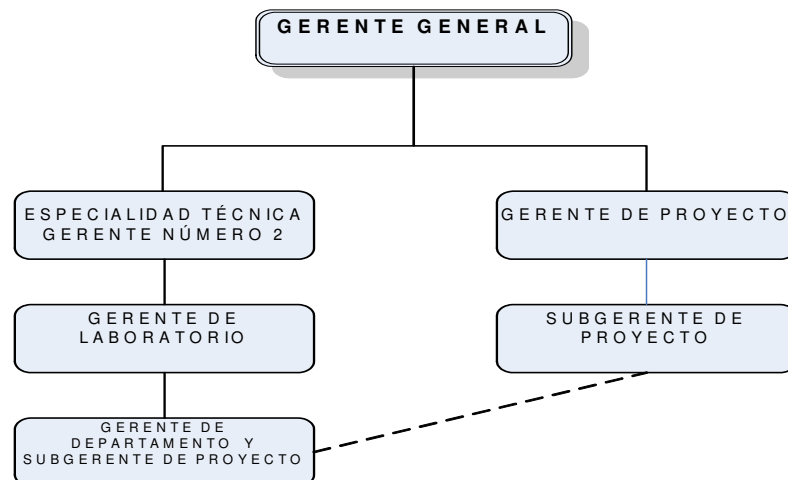 GERENTE GENERAL
ESPECIALIDAD TÉCNICA
GERENTE NÚMERO 2
GERENTE DE PROYECTO
GERENTE DE
LABORATORIO
SUBGERENTE DE
PROYECTO
GERENTE DE
DEPARTAMENTO Y
SUBGERENTE DE PROYECTO